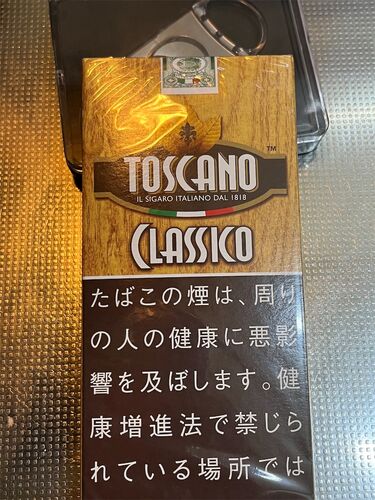 TOSCANO
TM
IL SIGARO ITALIANO DAL 1818
CLASSICO
たばこの煙は、周り
の人の健康に悪影
響を及ぼします。健
康増進法で禁じら
れている場所では